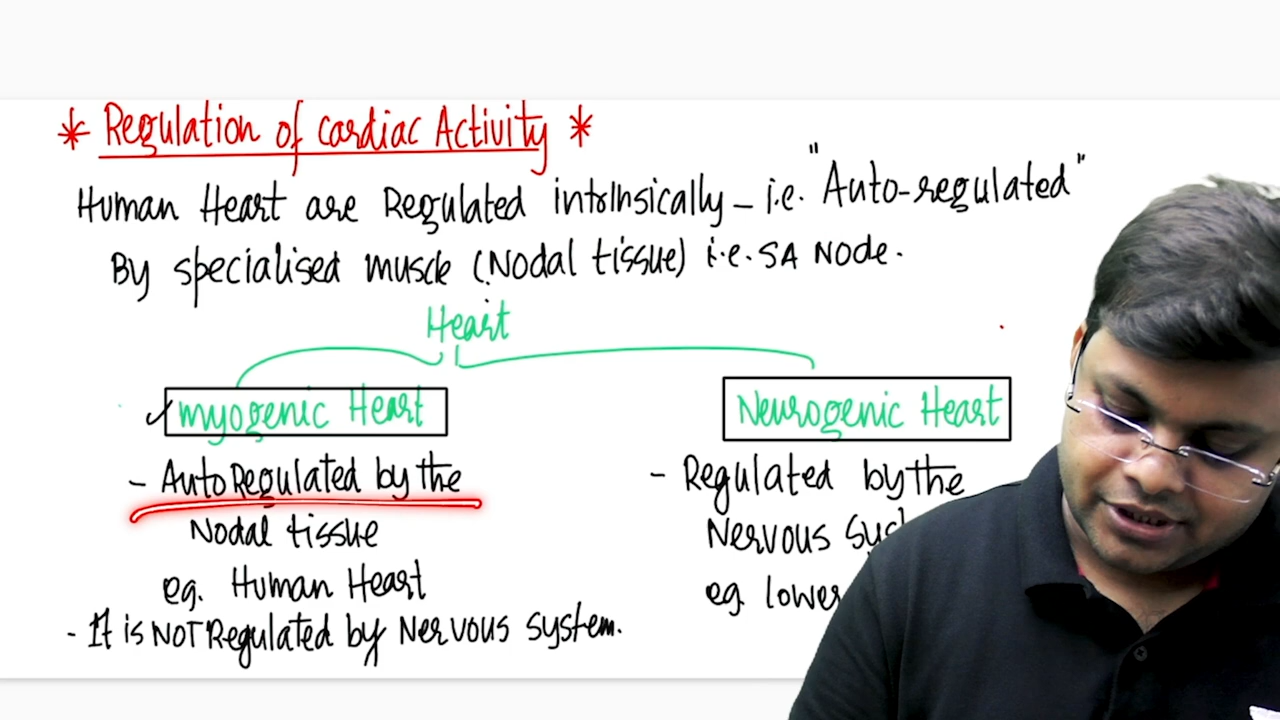 * Regulation of cardiac Activity *
Human Heart are Regulated intrinsically – i.e. "Auto-regulated"
By specialised muscle (Nodal tissue) i.e. SA Node.
Heart
myogenic Heart
Neurogenic Heart
- Auto Regulated by the
Nodal tissue
eg. Human Heart
- It is NOT Regulated by Nervous system.
- Regulated by the
Nervous
eg. lower